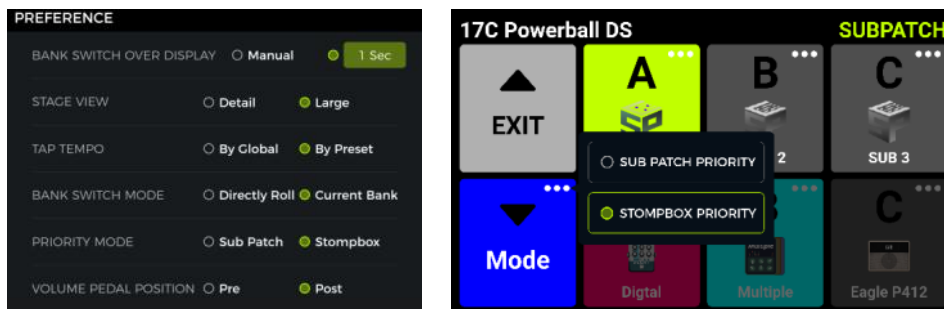 PREFERENCE
BANK SWITCH OVER DISPLAY Manual 1 Sec
STAGE VIEW Detail Large
TAP TEMPO By Global By Preset
BANK SWITCH MODE Directly Roll Current Bank
PRIORITY MODE Sub Patch Stompbox
VOLUME PEDAL POSITION Pre Post
17C Powerball DS SUBPATCH
A B C
EXIT SP 2 SUB 3
SUB PATCH PRIORITY
STOMPBOX PRIORITY
C
Mode Digtal Multiple Eagle P412